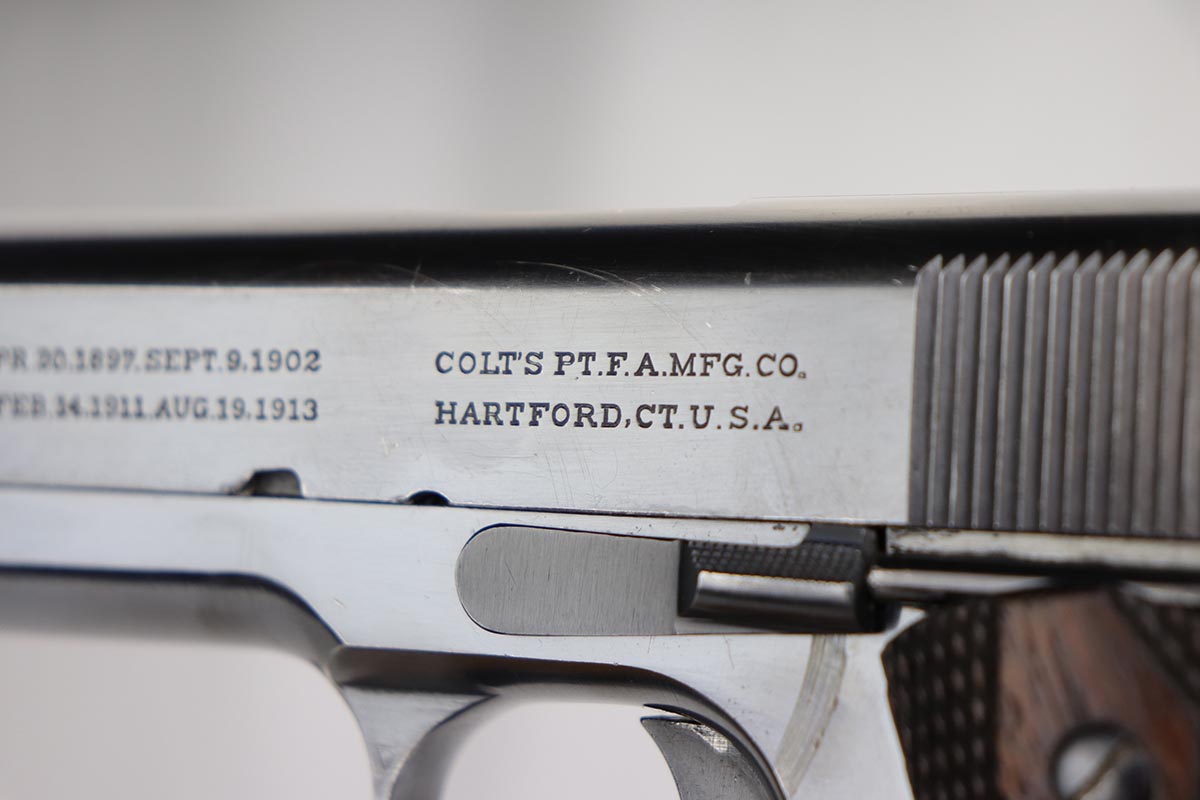 PR.20.1897.SEPT.9.1902
FEB.14.1911.AUG.19.1913
COLT'S PT.F.A.MFG.CO.
HARTFORD,CT.U.S.A.